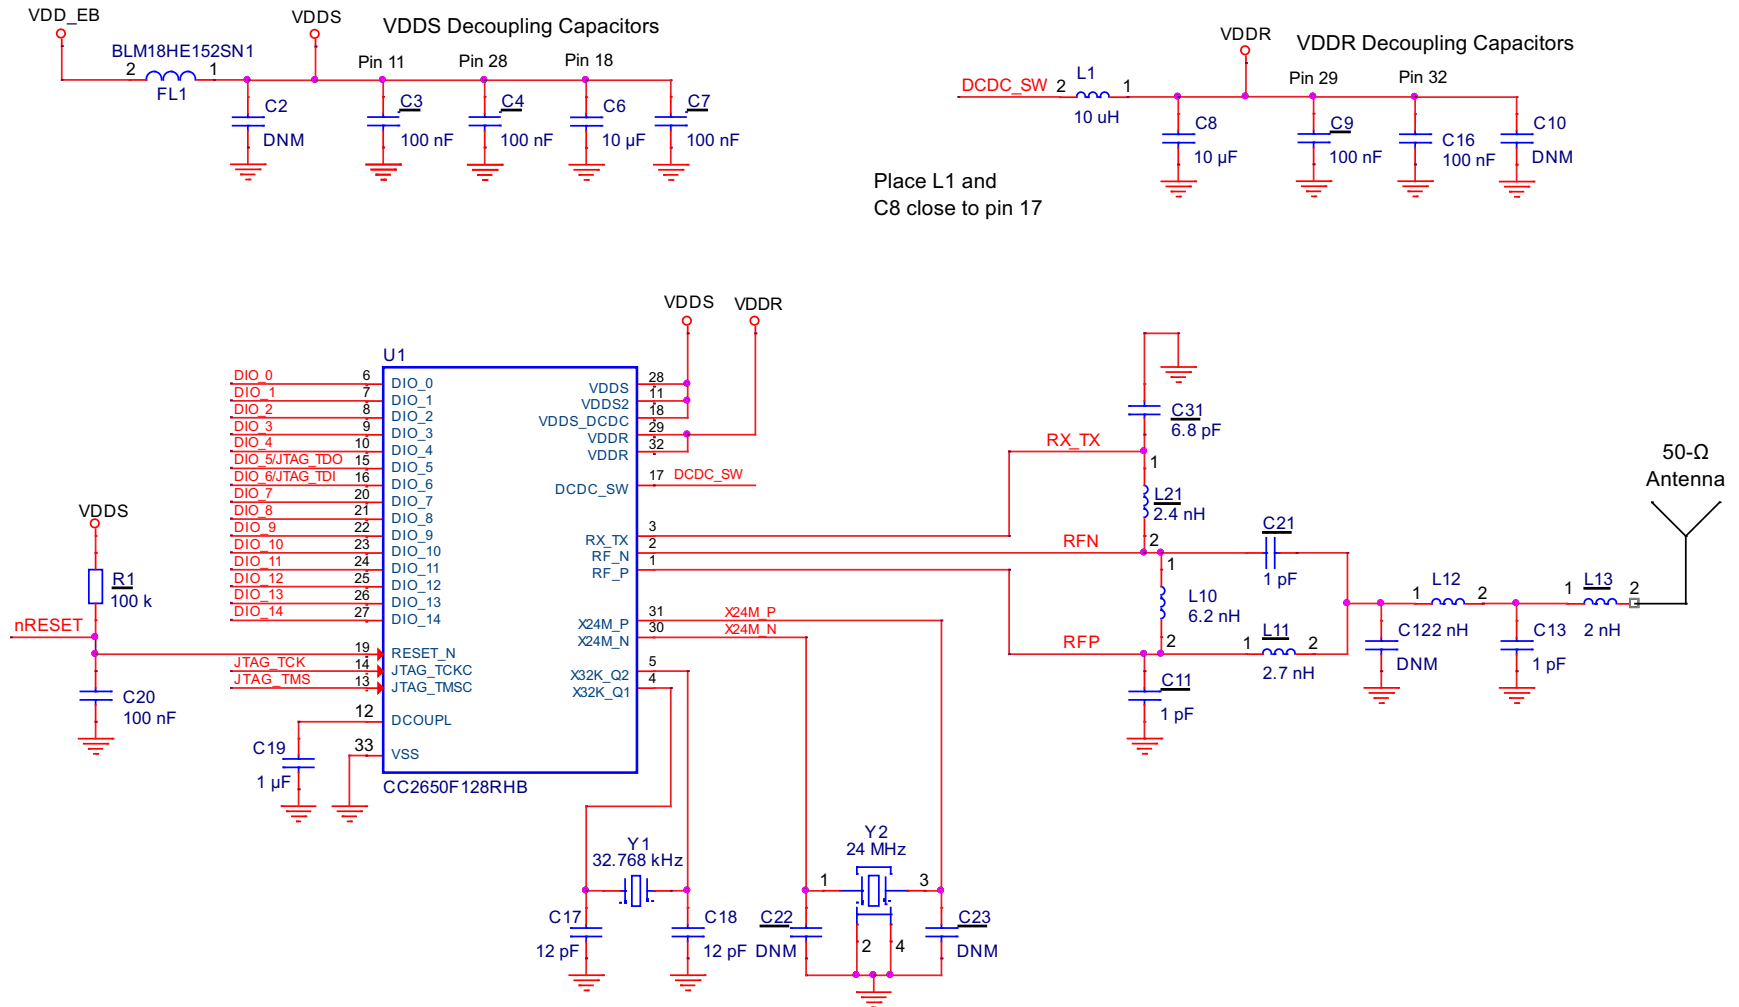 VDD_EB
VDDS
VDDS Decoupling Capacitors
BLM18HE152SN1
2
1
FL1
Pin 11
Pin 28
Pin 18
C2
DNM
C3
100 nF
C4
100 nF
C6
10 µF
C7
100 nF
VDDR
VDDR Decoupling Capacitors
DCDC_SW
2
L1
1
10 uH
Pin 29
Pin 32
C8
10 µF
C9
100 nF
C16
100 nF
C10
DNM
Place L1 and
C8 close to pin 17
VDDS
VDDR
U1
DIO_0
6
DIO_0
DIO_1
7
DIO_1
DIO_2
8
DIO_2
DIO_3
9
DIO_3
DIO_4
10
DIO_4
DIO_5/JTAG_TDO
15
DIO_5
DIO_6/JTAG_TDI
16
DIO_6
DIO_7
20
DIO_7
DIO_8
21
DIO_8
DIO_9
22
DIO_9
DIO_10
23
DIO_10
DIO_11
24
DIO_11
DIO_12
25
DIO_12
DIO_13
26
DIO_13
DIO_14
27
DIO_14
19
RESET_N
JTAG_TCK
14
JTAG_TCKC
JTAG_TMS
13
JTAG_TMSC
12
DCOUPL
33
VSS
CC2650F128RHB
VDDS
28
VDDS2
11
VDDS_DCDC
18
VDDR
29
VDDR
32
DCDC_SW
17
DCDC_SW
RX_TX
3
RF_N
2
RF_P
1
X24M_P
31
X24M_P
X24M_N
30
X24M_N
X32K_Q2
5
X32K_Q1
4
VDDS
R1
100 k
nRESET
C20
100 nF
C19
1 µF
Y1
32.768 kHz
C17
12 pF
C18
12 pF
Y2
24 MHz
1
3
2
4
C22
DNM
C23
DNM
RX_TX
C31
6.8 pF
1
L21
2.4 nH
2
RFN
C21
1 pF
1
L10
6.2 nH
2
RFP
1
L11
2
2.7 nH
C11
1 pF
1
L12
2
C122 nH
DNM
C13
1 pF
1
L13
2
2 nH
50-Ω
Antenna